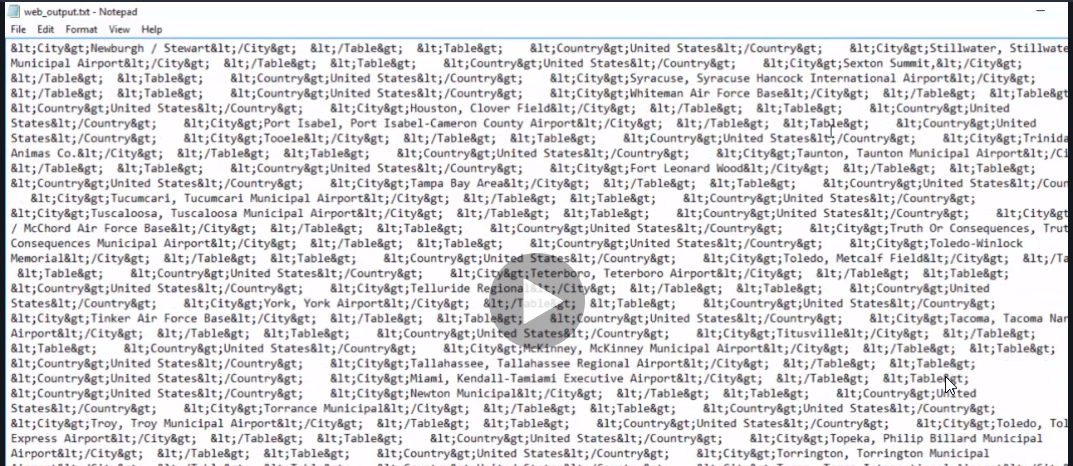 web_output.txt - Notepad
File Edit Format View Help
&lt;City&gt;Newburgh / Stewart&lt;/City&gt; &lt;/Table&gt; &lt;Table&gt; &lt;Country&gt;United States&lt;/Country&gt; &lt;City&gt;Stillwater, Stillwate
Municipal Airport&lt;/City&gt; &lt;/Table&gt; &lt;Table&gt; &lt;Country&gt;United States&lt;/Country&gt; &lt;City&gt;Sexton Summit,&lt;/City&gt;
&lt;/Table&gt; &lt;Table&gt; &lt;Country&gt;United States&lt;/Country&gt; &lt;City&gt;Syracuse, Syracuse Hancock International Airport&lt;/City&gt;
&lt;/Table&gt; &lt;Table&gt; &lt;Country&gt;United States&lt;/Country&gt; &lt;City&gt;Whiteman Air Force Base&lt;/City&gt; &lt;/Table&gt; &lt;Table&gt
&lt;Country&gt;United States&lt;/Country&gt; &lt;City&gt;Houston, Clover Field&lt;/City&gt; &lt;/Table&gt; &lt;Table&gt; &lt;Country&gt;United
States&lt;/Country&gt; &lt;City&gt;Port Isabel, Port Isabel-Cameron County Airport&lt;/City&gt; &lt;/Table&gt; &lt;Table&gt; &lt;Country&gt;United
States&lt;/Country&gt; &lt;City&gt;Tooele&lt;/City&gt; &lt;/Table&gt; &lt;Table&gt; &lt;Country&gt;United States&lt;/Country&gt; &lt;City&gt;Trinida
Animas Co.&lt;/City&gt; &lt;/Table&gt; &lt;Table&gt; &lt;Country&gt;United States&lt;/Country&gt; &lt;City&gt;Taunton, Taunton Municipal Airport&lt;/Ci
&lt;/Table&gt; &lt;Table&gt; &lt;Country&gt;United States&lt;/Country&gt; &lt;City&gt;Fort Leonard Wood&lt;/City&gt; &lt;/Table&gt; &lt;Table&gt;
&lt;Country&gt;United States&lt;/Country&gt; &lt;City&gt;Tampa Bay Area&lt;/City&gt; &lt;/Table&gt; &lt;Table&gt; &lt;Country&gt;United States&lt;/Coun
&lt;City&gt;Tucumcari, Tucumcari Municipal Airport&lt;/City&gt; &lt;/Table&gt; &lt;Table&gt; &lt;Country&gt;United States&lt;/Country&gt;
&lt;City&gt;Tuscaloosa, Tuscaloosa Municipal Airport&lt;/City&gt; &lt;/Table&gt; &lt;Table&gt; &lt;Country&gt;United States&lt;/Country&gt; &lt;City&gt
/ McChord Air Force Base&lt;/City&gt; &lt;/Table&gt; &lt;Table&gt; &lt;Country&gt;United States&lt;/Country&gt; &lt;City&gt;Truth Or Consequences, Trut
Consequences Municipal Airport&lt;/City&gt; &lt;/Table&gt; &lt;Table&gt; &lt;Country&gt;United States&lt;/Country&gt; &lt;City&gt;Toledo-Winlock
Memorial&lt;/City&gt; &lt;/Table&gt; &lt;Table&gt; &lt;Country&gt;United States&lt;/Country&gt; &lt;City&gt;Toledo, Metcalf Field&lt;/City&gt; &lt;/Ta
&lt;Table&gt; &lt;Country&gt;United States&lt;/Country&gt; &lt;City&gt;Teterboro, Teterboro Airport&lt;/City&gt; &lt;/Table&gt; &lt;Table&gt;
&lt;Country&gt;United States&lt;/Country&gt; &lt;City&gt;Telluride Regional&lt;/City&gt; &lt;/Table&gt; &lt;Table&gt; &lt;Country&gt;United
States&lt;/Country&gt; &lt;City&gt;York, York Airport&lt;/City&gt; &lt;/Table&gt; &lt;Table&gt; &lt;Country&gt;United States&lt;/Country&gt;
&lt;City&gt;Tinker Air Force Base&lt;/City&gt; &lt;/Table&gt; &lt;Table&gt; &lt;Country&gt;United States&lt;/Country&gt; &lt;City&gt;Tacoma, Tacoma Nar
Airport&lt;/City&gt; &lt;/Table&gt; &lt;Table&gt; &lt;Country&gt;United States&lt;/Country&gt; &lt;City&gt;Titusville&lt;/City&gt; &lt;/Table&gt;
&lt;Table&gt; &lt;Country&gt;United States&lt;/Country&gt; &lt;City&gt;McKinney, McKinney Municipal Airport&lt;/City&gt; &lt;/Table&gt; &lt;Table&gt;
&lt;Country&gt;United States&lt;/Country&gt; &lt;City&gt;Tallahassee, Tallahassee Regional Airport&lt;/City&gt; &lt;/Table&gt; &lt;Table&gt;
&lt;Country&gt;United States&lt;/Country&gt; &lt;City&gt;Miami, Kendall-Tamiami Executive Airport&lt;/City&gt; &lt;/Table&gt; &lt;Table&gt;
&lt;Country&gt;United States&lt;/Country&gt; &lt;City&gt;Newton Municipal&lt;/City&gt; &lt;/Table&gt; &lt;Table&gt; &lt;Country&gt;United
States&lt;/Country&gt; &lt;City&gt;Torrance Municipal&lt;/City&gt; &lt;/Table&gt; &lt;Table&gt; &lt;Country&gt;United States&lt;/Country&gt;
&lt;City&gt;Troy, Troy Municipal Airport&lt;/City&gt; &lt;/Table&gt; &lt;Table&gt; &lt;Country&gt;United States&lt;/Country&gt; &lt;City&gt;Toledo, Tol
Express Airport&lt;/City&gt; &lt;/Table&gt; &lt;Table&gt; &lt;Country&gt;United States&lt;/Country&gt; &lt;City&gt;Topeka, Philip Billard Municipal
Airport&lt;/City&gt; &lt;/Table&gt; &lt;Table&gt; &lt;Country&gt;United States&lt;/Country&gt; &lt;City&gt;Torrington, Torrington Municipal